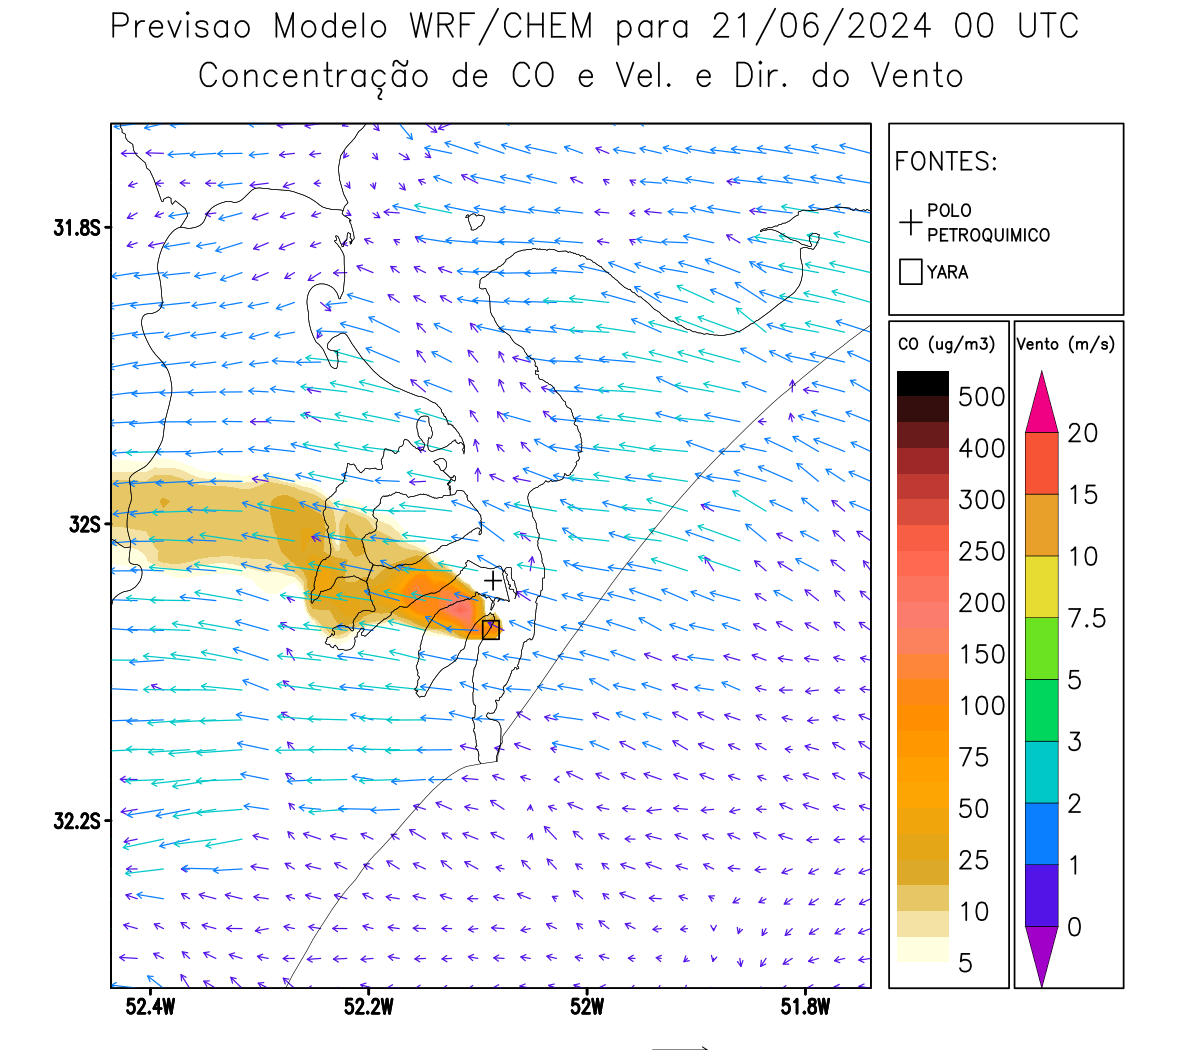 Previsao Modelo WRF/CHEM para 21/06/2024 00 UTC
Concentração de CO e Vel. e Dir. do Vento
FONTES:
POLO
PETROQUIMICO
YARA
CO (ug/m3)
500
400
300
250
200
150
100
75
50
25
10
5
Vento (m/s)
20
15
10
7.5
5
3
2
1
0
31.8S
32S
32.2S
52.4W
52.2W
52W
51.8W